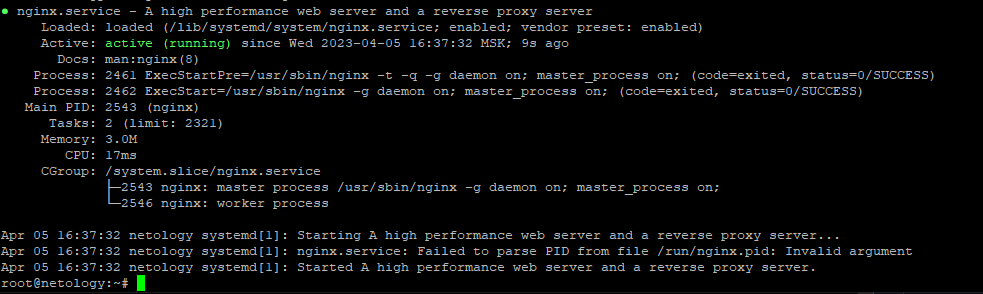 ● nginx.service - A high performance web server and a reverse proxy server
Loaded: loaded (/lib/systemd/system/nginx.service; enabled; vendor preset: enabled)
Active: active (running) since Wed 2023-04-05 16:37:32 MSK; 9s ago
Docs: man:nginx(8)
Process: 2461 ExecStartPre=/usr/sbin/nginx -t -q -g daemon on; master_process on; (code=exited, status=0/SUCCESS)
Process: 2462 ExecStart=/usr/sbin/nginx -g daemon on; master_process on; (code=exited, status=0/SUCCESS)
Main PID: 2543 (nginx)
Tasks: 2 (limit: 2321)
Memory: 3.0M
CPU: 17ms
CGroup: /system.slice/nginx.service
├─2543 nginx: master process /usr/sbin/nginx -g daemon on; master_process on;
└─2546 nginx: worker process
Apr 05 16:37:32 netology systemd[1]: Starting A high performance web server and a reverse proxy server...
Apr 05 16:37:32 netology systemd[1]: nginx.service: Failed to parse PID from file /run/nginx.pid: Invalid argument
Apr 05 16:37:32 netology systemd[1]: Started A high performance web server and a reverse proxy server.
root@netology:~#